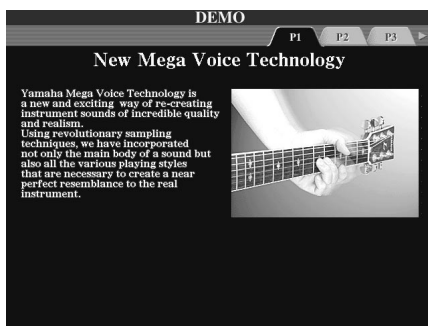 DEMO
P1 P2 P3
New Mega Voice Technology
Yamaha Mega Voice Technology is
a new and exciting way of re-creating
instrument sounds of incredible quality
and realism.
Using revolutionary sampling
techniques, we have incorporated
not only the main body of a sound but
also all the various playing styles
that are necessary to create a near
perfect resemblance to the real
instrument.